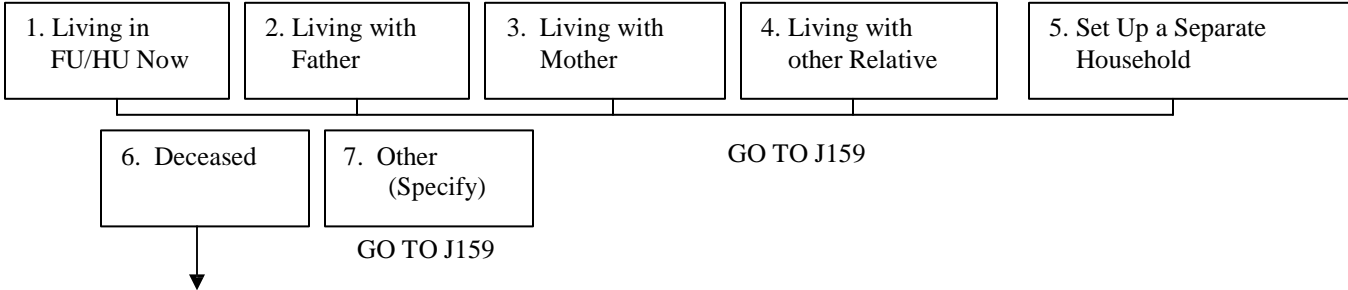 1. Living in
FU/HU Now
2. Living with
Father
3. Living with
Mother
4. Living with
other Relative
5. Set Up a Separate
Household
6. Deceased
7. Other
(Specify)
GO TO J159
GO TO J159